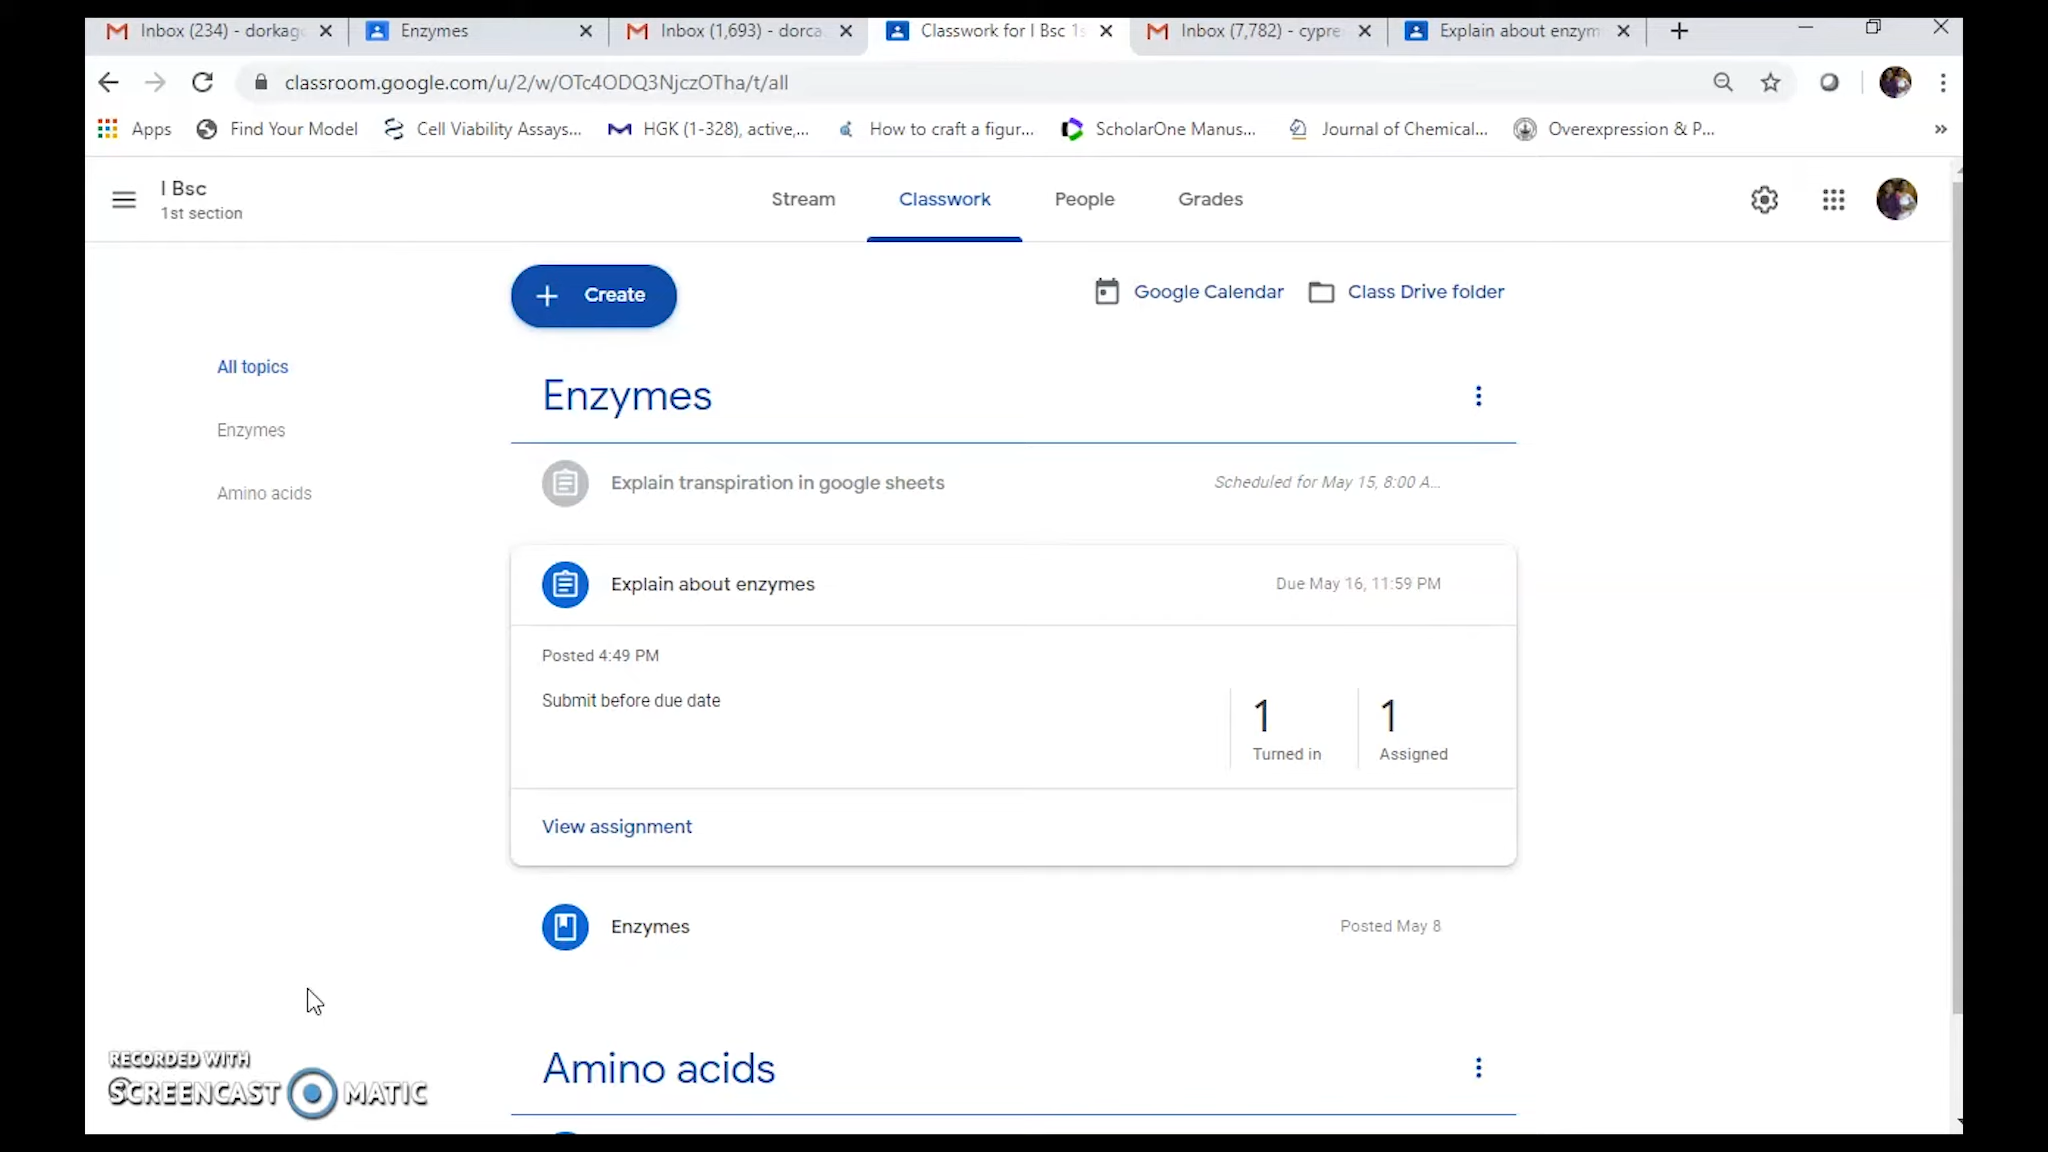 Inbox (234) - dorkag
Enzymes
Inbox (1,693) - dorca
Classwork for I Bsc 1s
Inbox (7,782) - cypre
Explain about enzym
classroom.google.com/u/2/w/OTc4ODQ3NjczOTha/t/all
Apps
Find Your Model
Cell Viability Assays...
HGK (1-328), active,...
How to craft a figur...
ScholarOne Manus...
Journal of Chemical...
Overexpression & P...
I Bsc
1st section
Stream
Classwork
People
Grades
Create
Google Calendar
Class Drive folder
All topics
Enzymes
Amino acids
Enzymes
Explain transpiration in google sheets
Scheduled for May 15, 8:00 A...
Explain about enzymes
Due May 16, 11:59 PM
Posted 4:49 PM
Submit before due date
1
Turned in
1
Assigned
View assignment
Enzymes
Posted May 8
Amino acids
RECORDED WITH
SCREENCAST MATIC